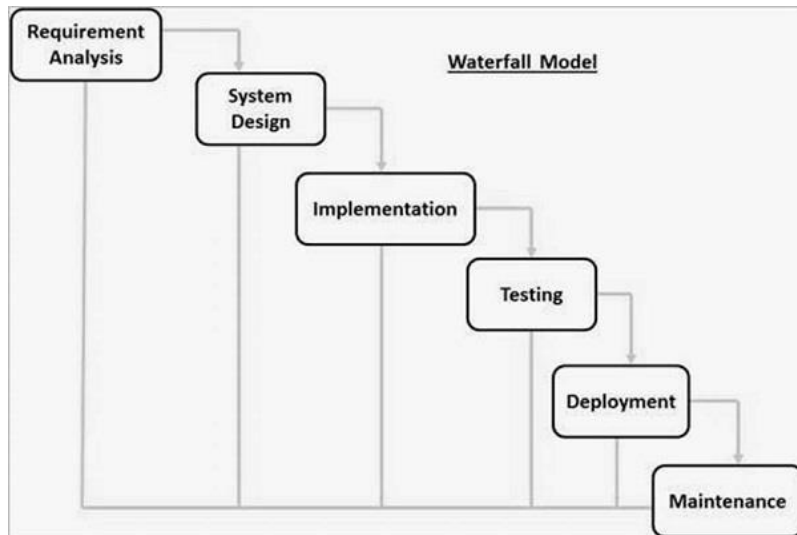 Requirement
Analysis
Waterfall Model
System
Design
Implementation
Testing
Deployment
Maintenance